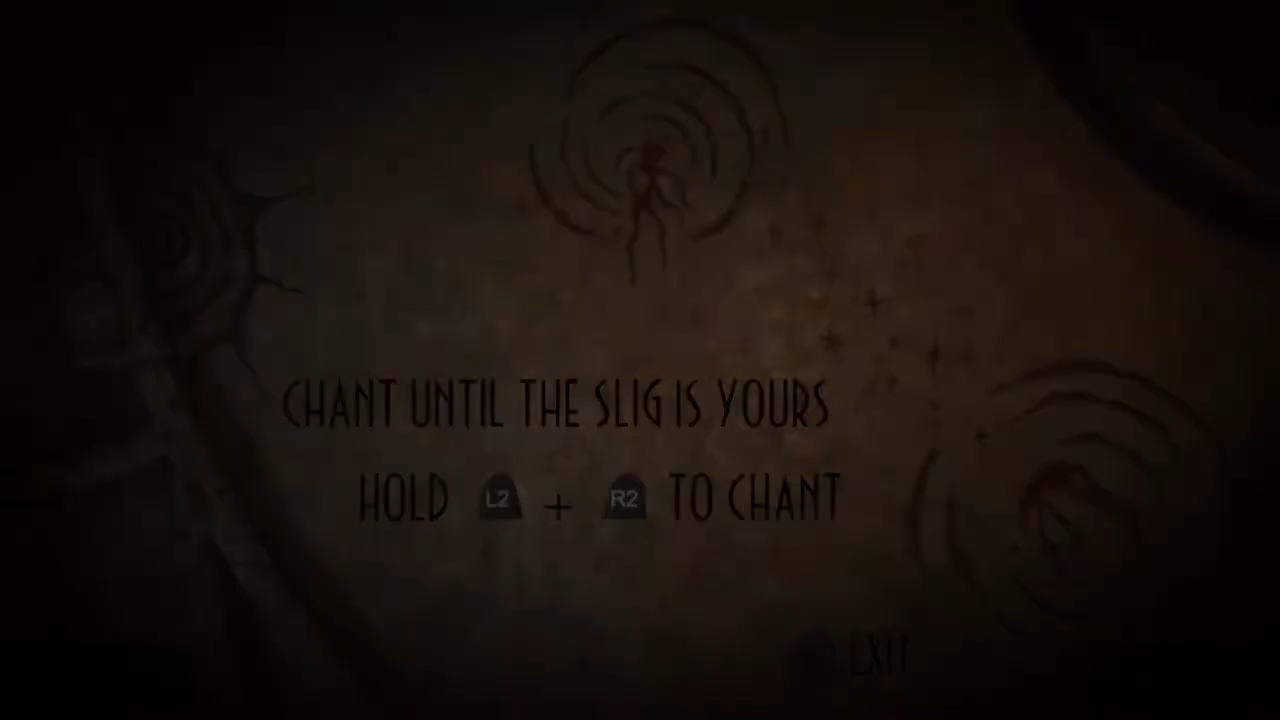 CHANT UNTIL THE SLIG IS YOURS
HOLD L2 + R2 TO CHANT
EXIT